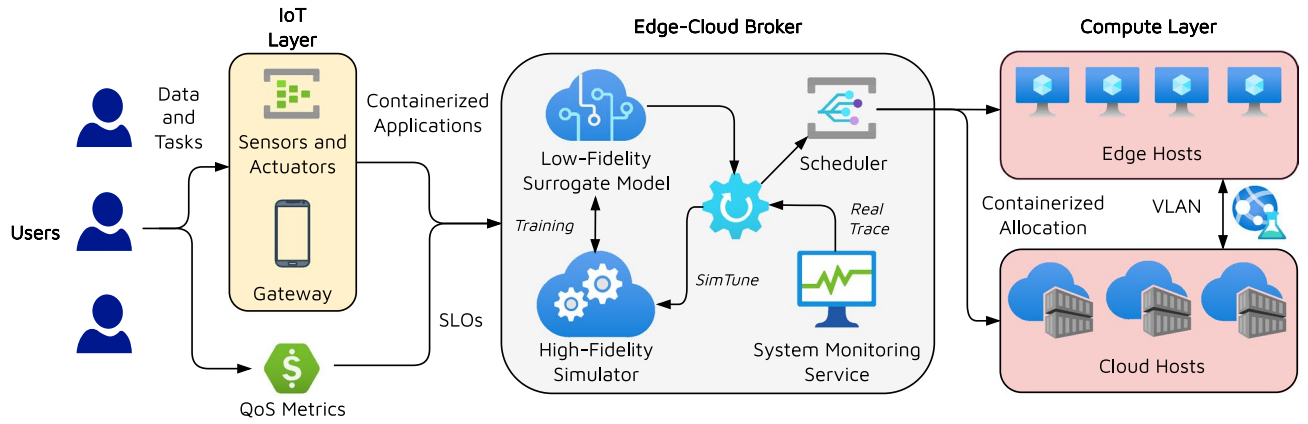 IoT
Layer
Edge-Cloud Broker
Compute Layer
Users
Data
and
Tasks
Sensors and
Actuators
Gateway
QoS Metrics
Containerized
Applications
SLOs
Low-Fidelity
Surrogate Model
Training
High-Fidelity
Simulator
SimTune
Scheduler
Real
Trace
System Monitoring
Service
Edge Hosts
Containerized
Allocation
VLAN
Cloud Hosts